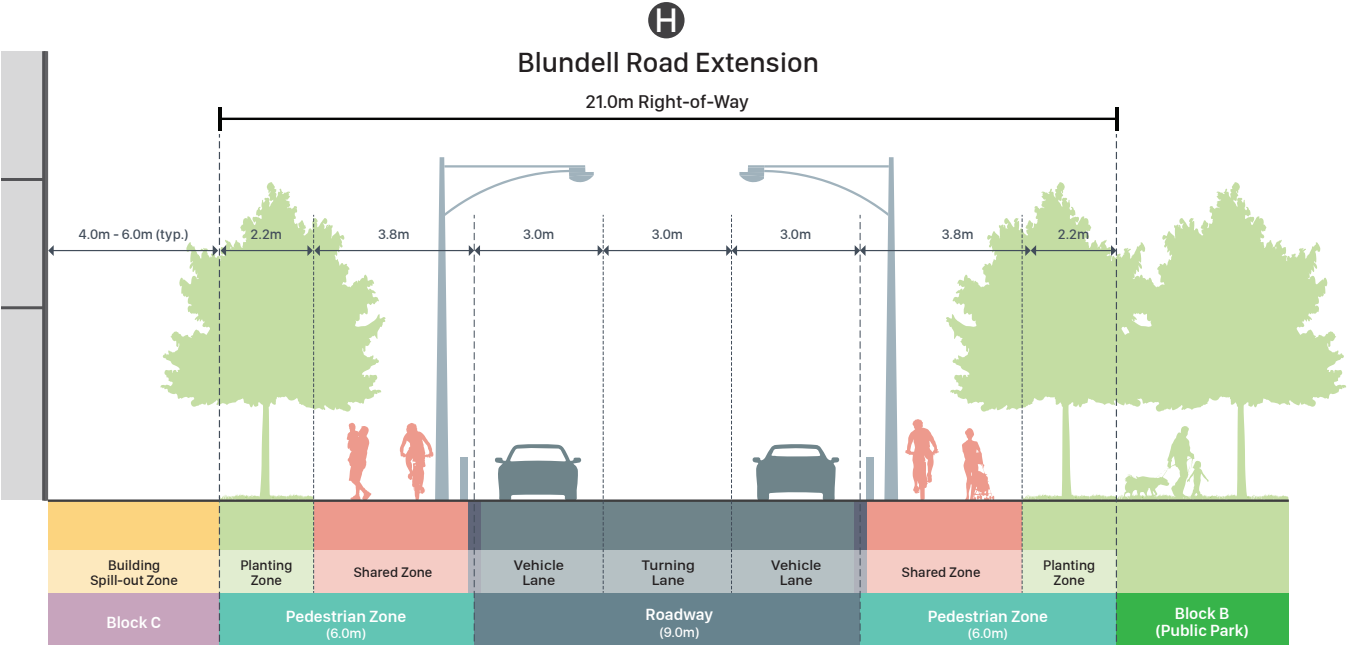 H
Blundell Road Extension
21.0m Right-of-Way
4.0m - 6.0m (typ.) 2.2m 3.8m 3.0m 3.0m 3.0m 3.8m 2.2m
Building
Spill-out Zone
Planting
Zone
Shared Zone
Vehicle
Lane
Turning
Lane
Vehicle
Lane
Shared Zone
Planting
Zone
Block C
Pedestrian Zone
(6.0m)
Roadway
(9.0m)
Pedestrian Zone
(6.0m)
Block B
(Public Park)